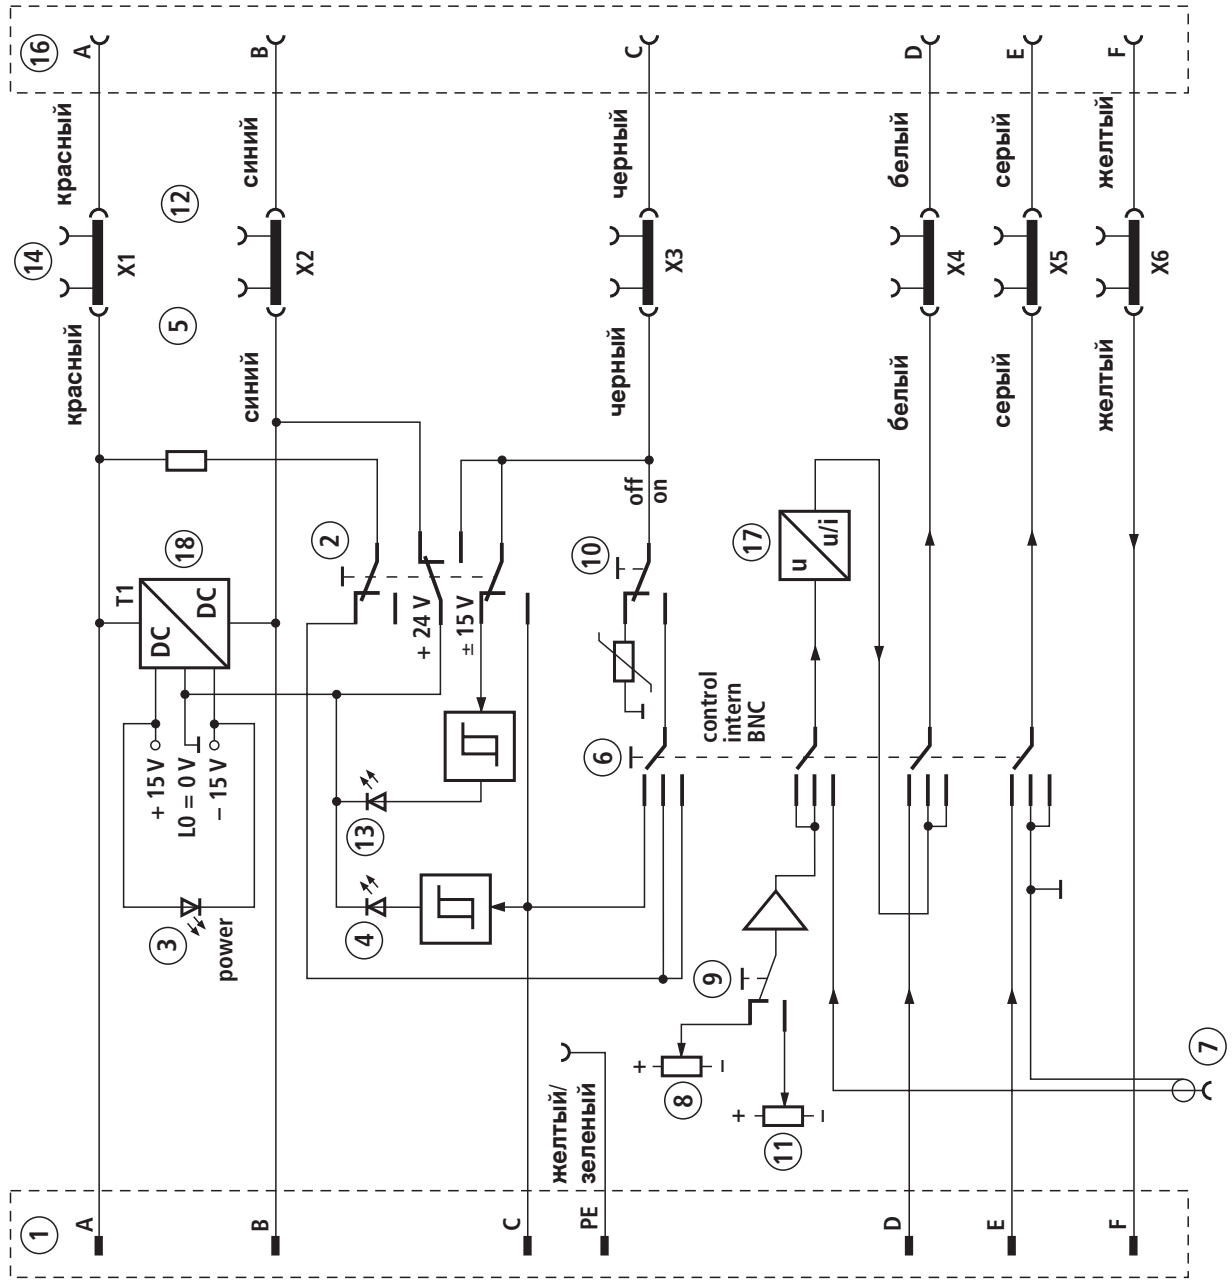 16
A
B
C
D
E
F
красный
синий
черный
белый
серый
желтый
14
12
5
X1
X2
X3
X4
X5
X6
красный
синий
черный
белый
серый
желтый
T1
DC
DC
18
2
+ 24 V
± 15 V
10
off
on
17
u
u/i
+ 15 V
L0 = 0 V
− 15 V
13
6
control
intern
BNC
3
power
4
9
желтый/
зеленый
+
−
8
+
−
11
7
1
A
B
C
PE
D
E
F